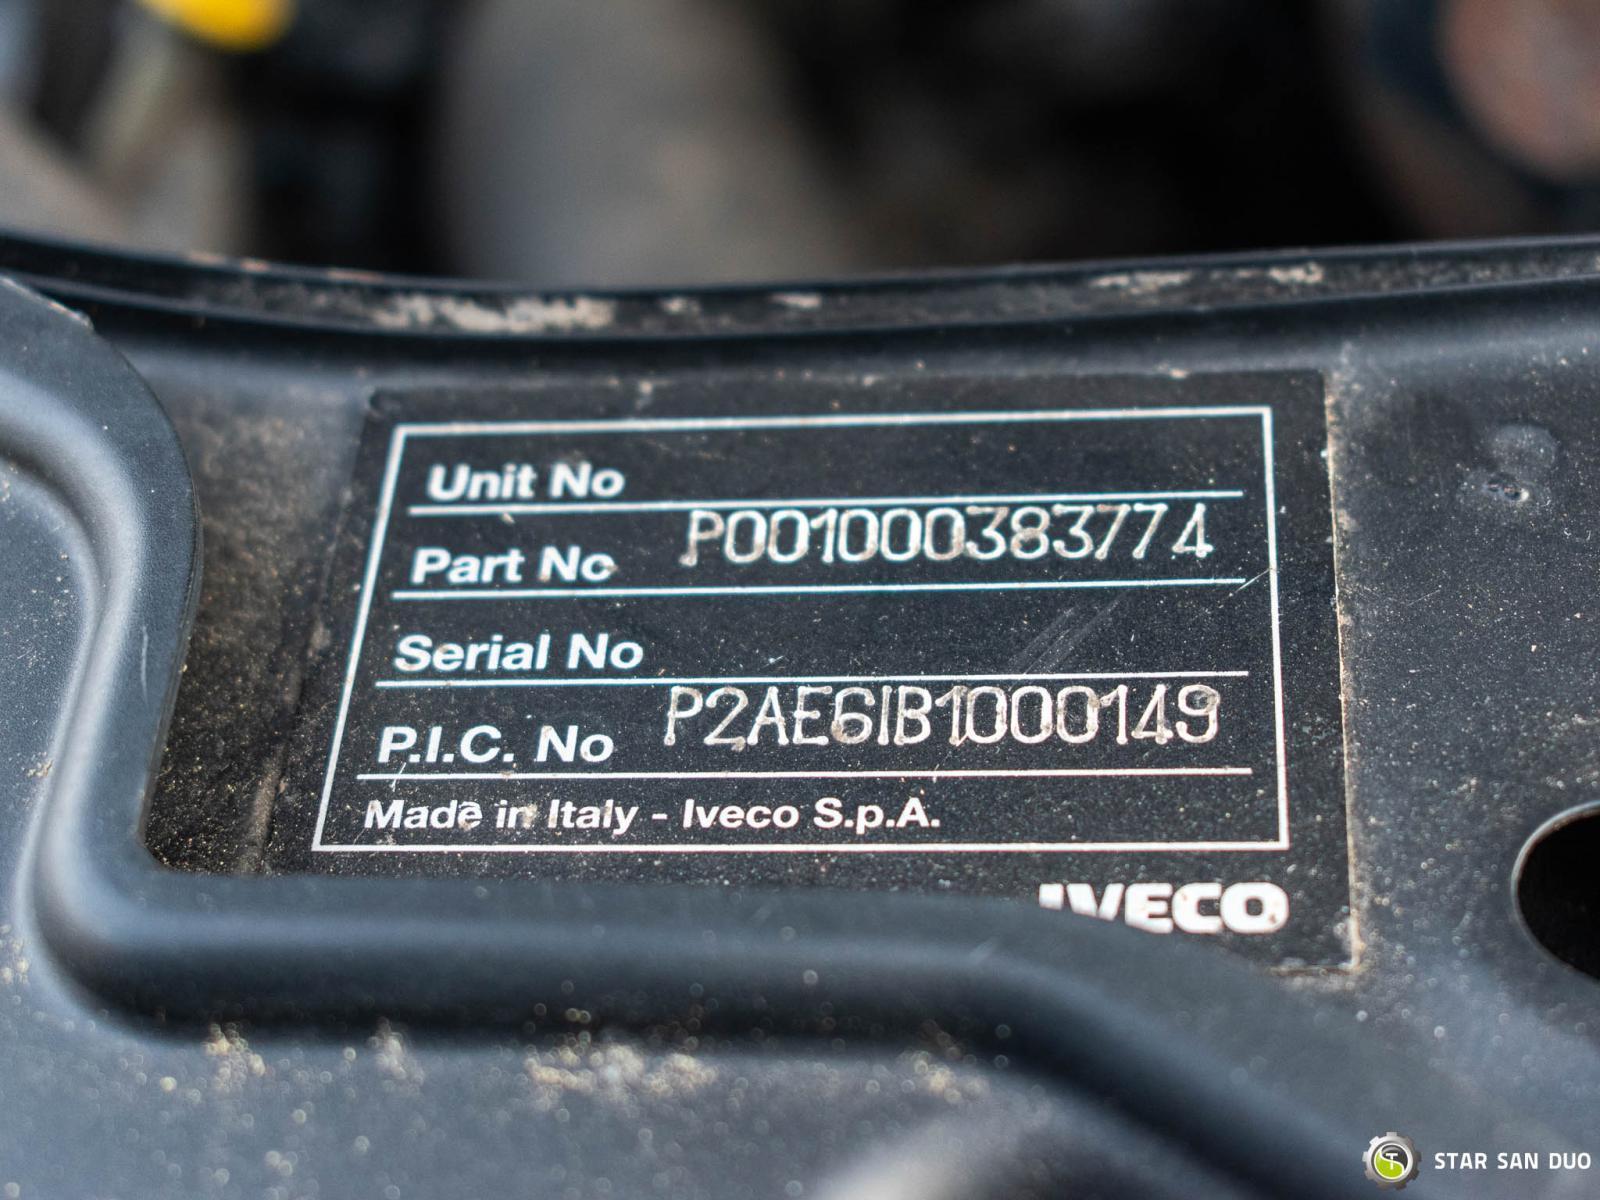 Unit No
Part No P001000383774
Serial No
P.I.C. No P2AE6IB1000149
Made in Italy - Iveco S.p.A.
IVECO
STAR SAN DUO